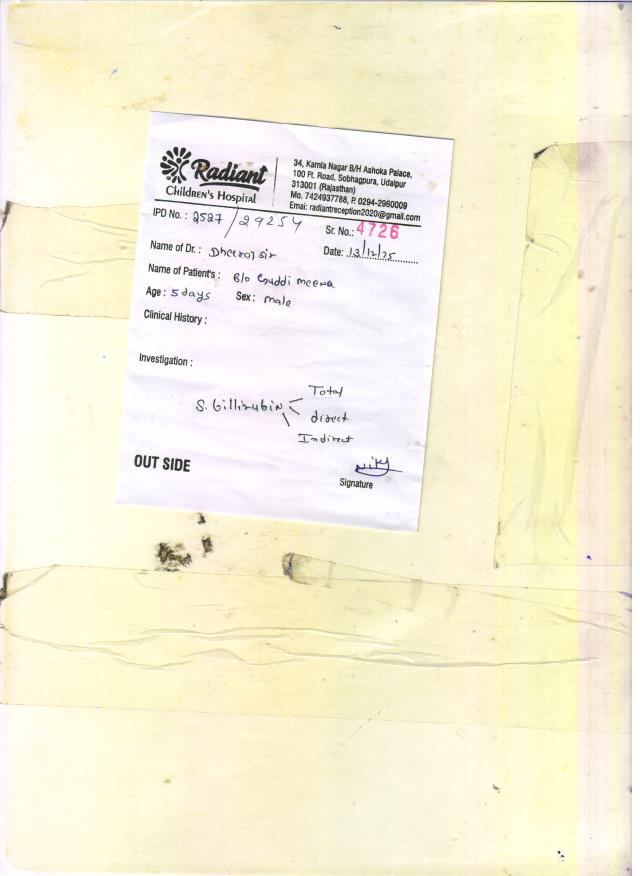 Radiant
CHILDREN'S HOSPITAL
34, Kamla Nagar B/H Ashoka Palace,
100 Ft. Road, Sobhagpura, Udaipur
313001 (Rajasthan)
Mo. 7424937788, P. 0294-2960009
Emai: radiantreception2020@gmail.com
IPD No. : 2527 / 29254
Sr. No.: 4726
Name of Dr. : Dheeraj sir
Date: 12/12/25
Name of Patient's : B/o Guddi meena
Age : 5 days Sex : male
Clinical History :
Investigation :
S. billirubin
Total
direct
Indirect
OUT SIDE
Signature